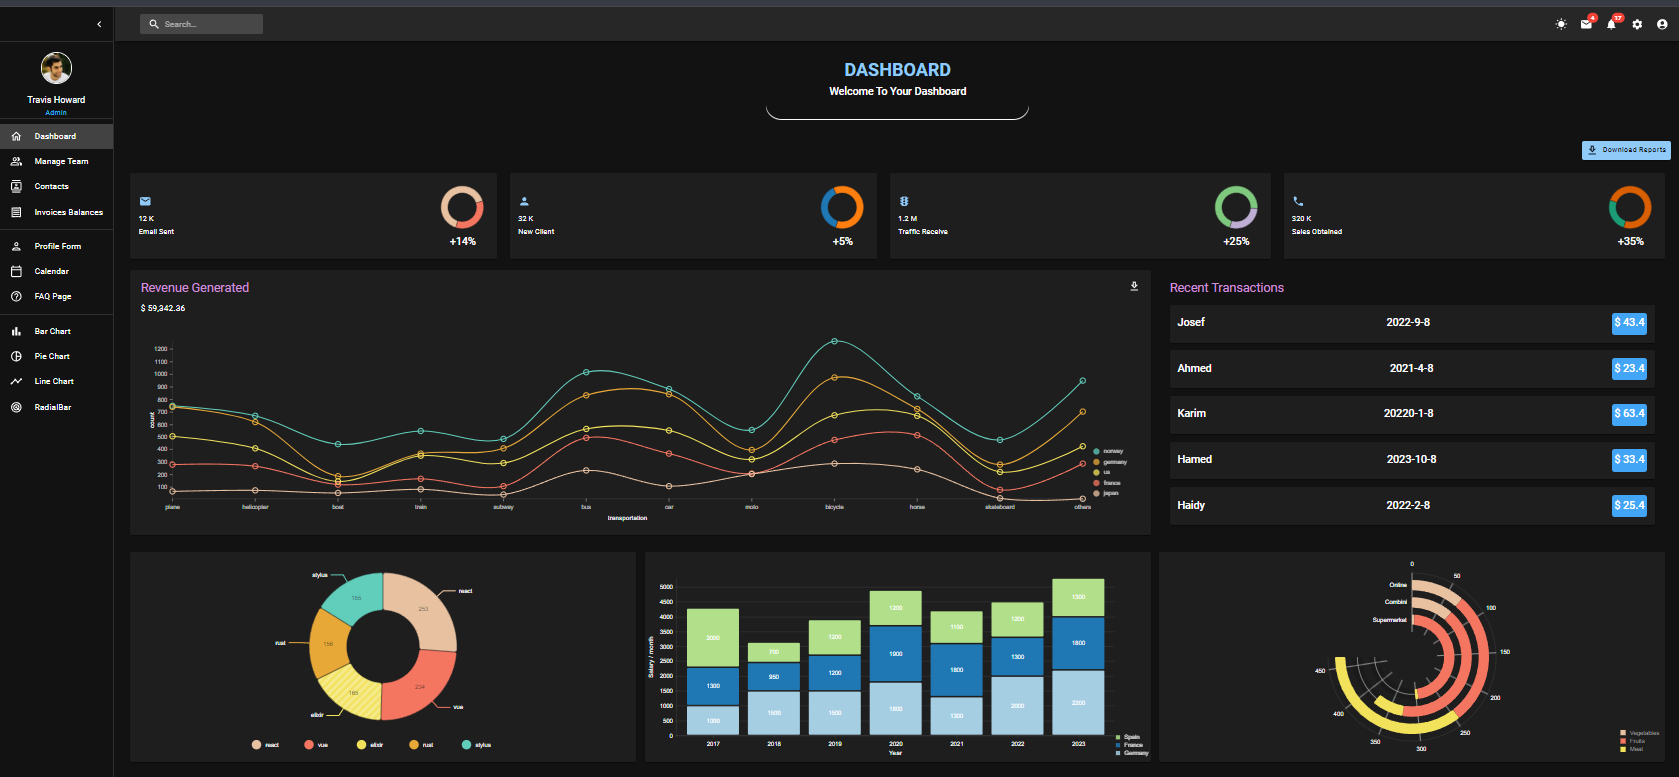 Search...
4
17
Travis Howard
Admin
Dashboard
Manage Team
Contacts
Invoices Balances
Profile Form
Calendar
FAQ Page
Bar Chart
Pie Chart
Line Chart
RadialBar
DASHBOARD
Welcome To Your Dashboard
Download Reports
12 K
Email Sent
+14%
32 K
New Client
+5%
1.2 M
Traffic Receive
+25%
320 K
Sales Obtained
+35%
Revenue Generated
$ 59,342.36
count
1200
1100
1000
900
800
700
600
500
400
300
200
100
plane helicopter boat train subway bus car moto bicycle horse skateboard others
transportation
norway
germany
us
france
japan
Recent Transactions
Josef 2022-9-8 $ 43.4
Ahmed 2021-4-8 $ 23.4
Karim 20220-1-8 $ 63.4
Hamed 2023-10-8 $ 33.4
Haidy 2022-2-8 $ 25.4
stylus
react
rust
elixir
vue
253
234
165
156
react vue elixir rust stylus
Salary / month
5000
4500
4000
3500
3000
2500
2000
1500
1000
500
0
2000 700 1200 1200 1100 1200 1300
1300 950 1200 1900 1800 1300 1800
1000 1500 1500 1800 1300 2000 2200
2017 2018 2019 2020 2021 2022 2023
Year
Spain
France
Germany
0
50
100
150
200
250
300
350
400
450
Online
Combini
Supermarket
Vegetables
Fruits
Meat